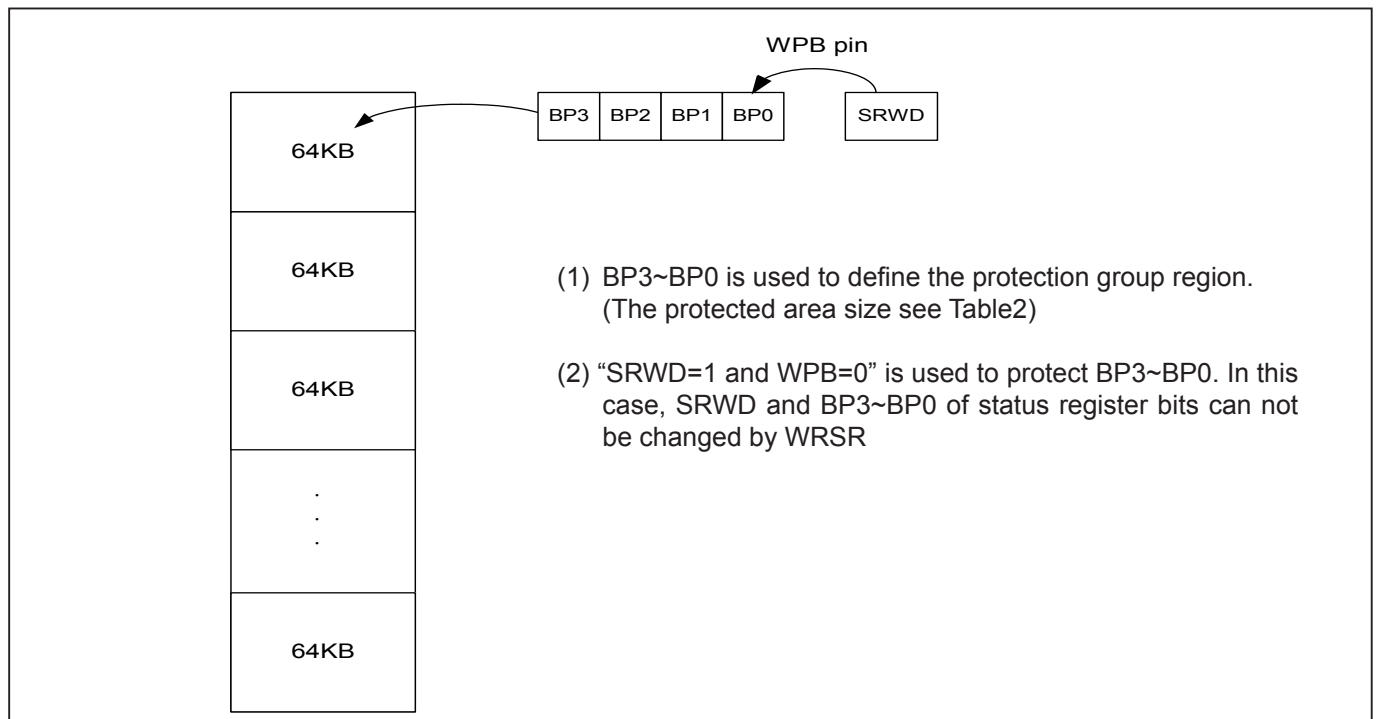 WPB pin
BP3 BP2 BP1 BP0 SRWD
64KB
64KB
(1) BP3~BP0 is used to define the protection group region.
(The protected area size see Table2)
64KB
(2) “SRWD=1 and WPB=0” is used to protect BP3~BP0. In this
case, SRWD and BP3~BP0 of status register bits can not
be changed by WRSR
.
.
.
64KB